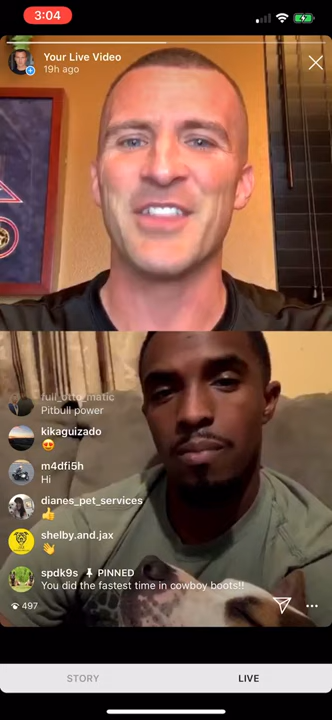 3:04
Your Live Video
19h ago
full_otto_matic
Pitbull power
kikaguizado
😍
m4dfi5h
Hi
dianes_pet_services
👍
shelby.and.jax
👋
spdk9s PINNED
You did the fastest time in cowboy boots!!
497
STORY LIVE